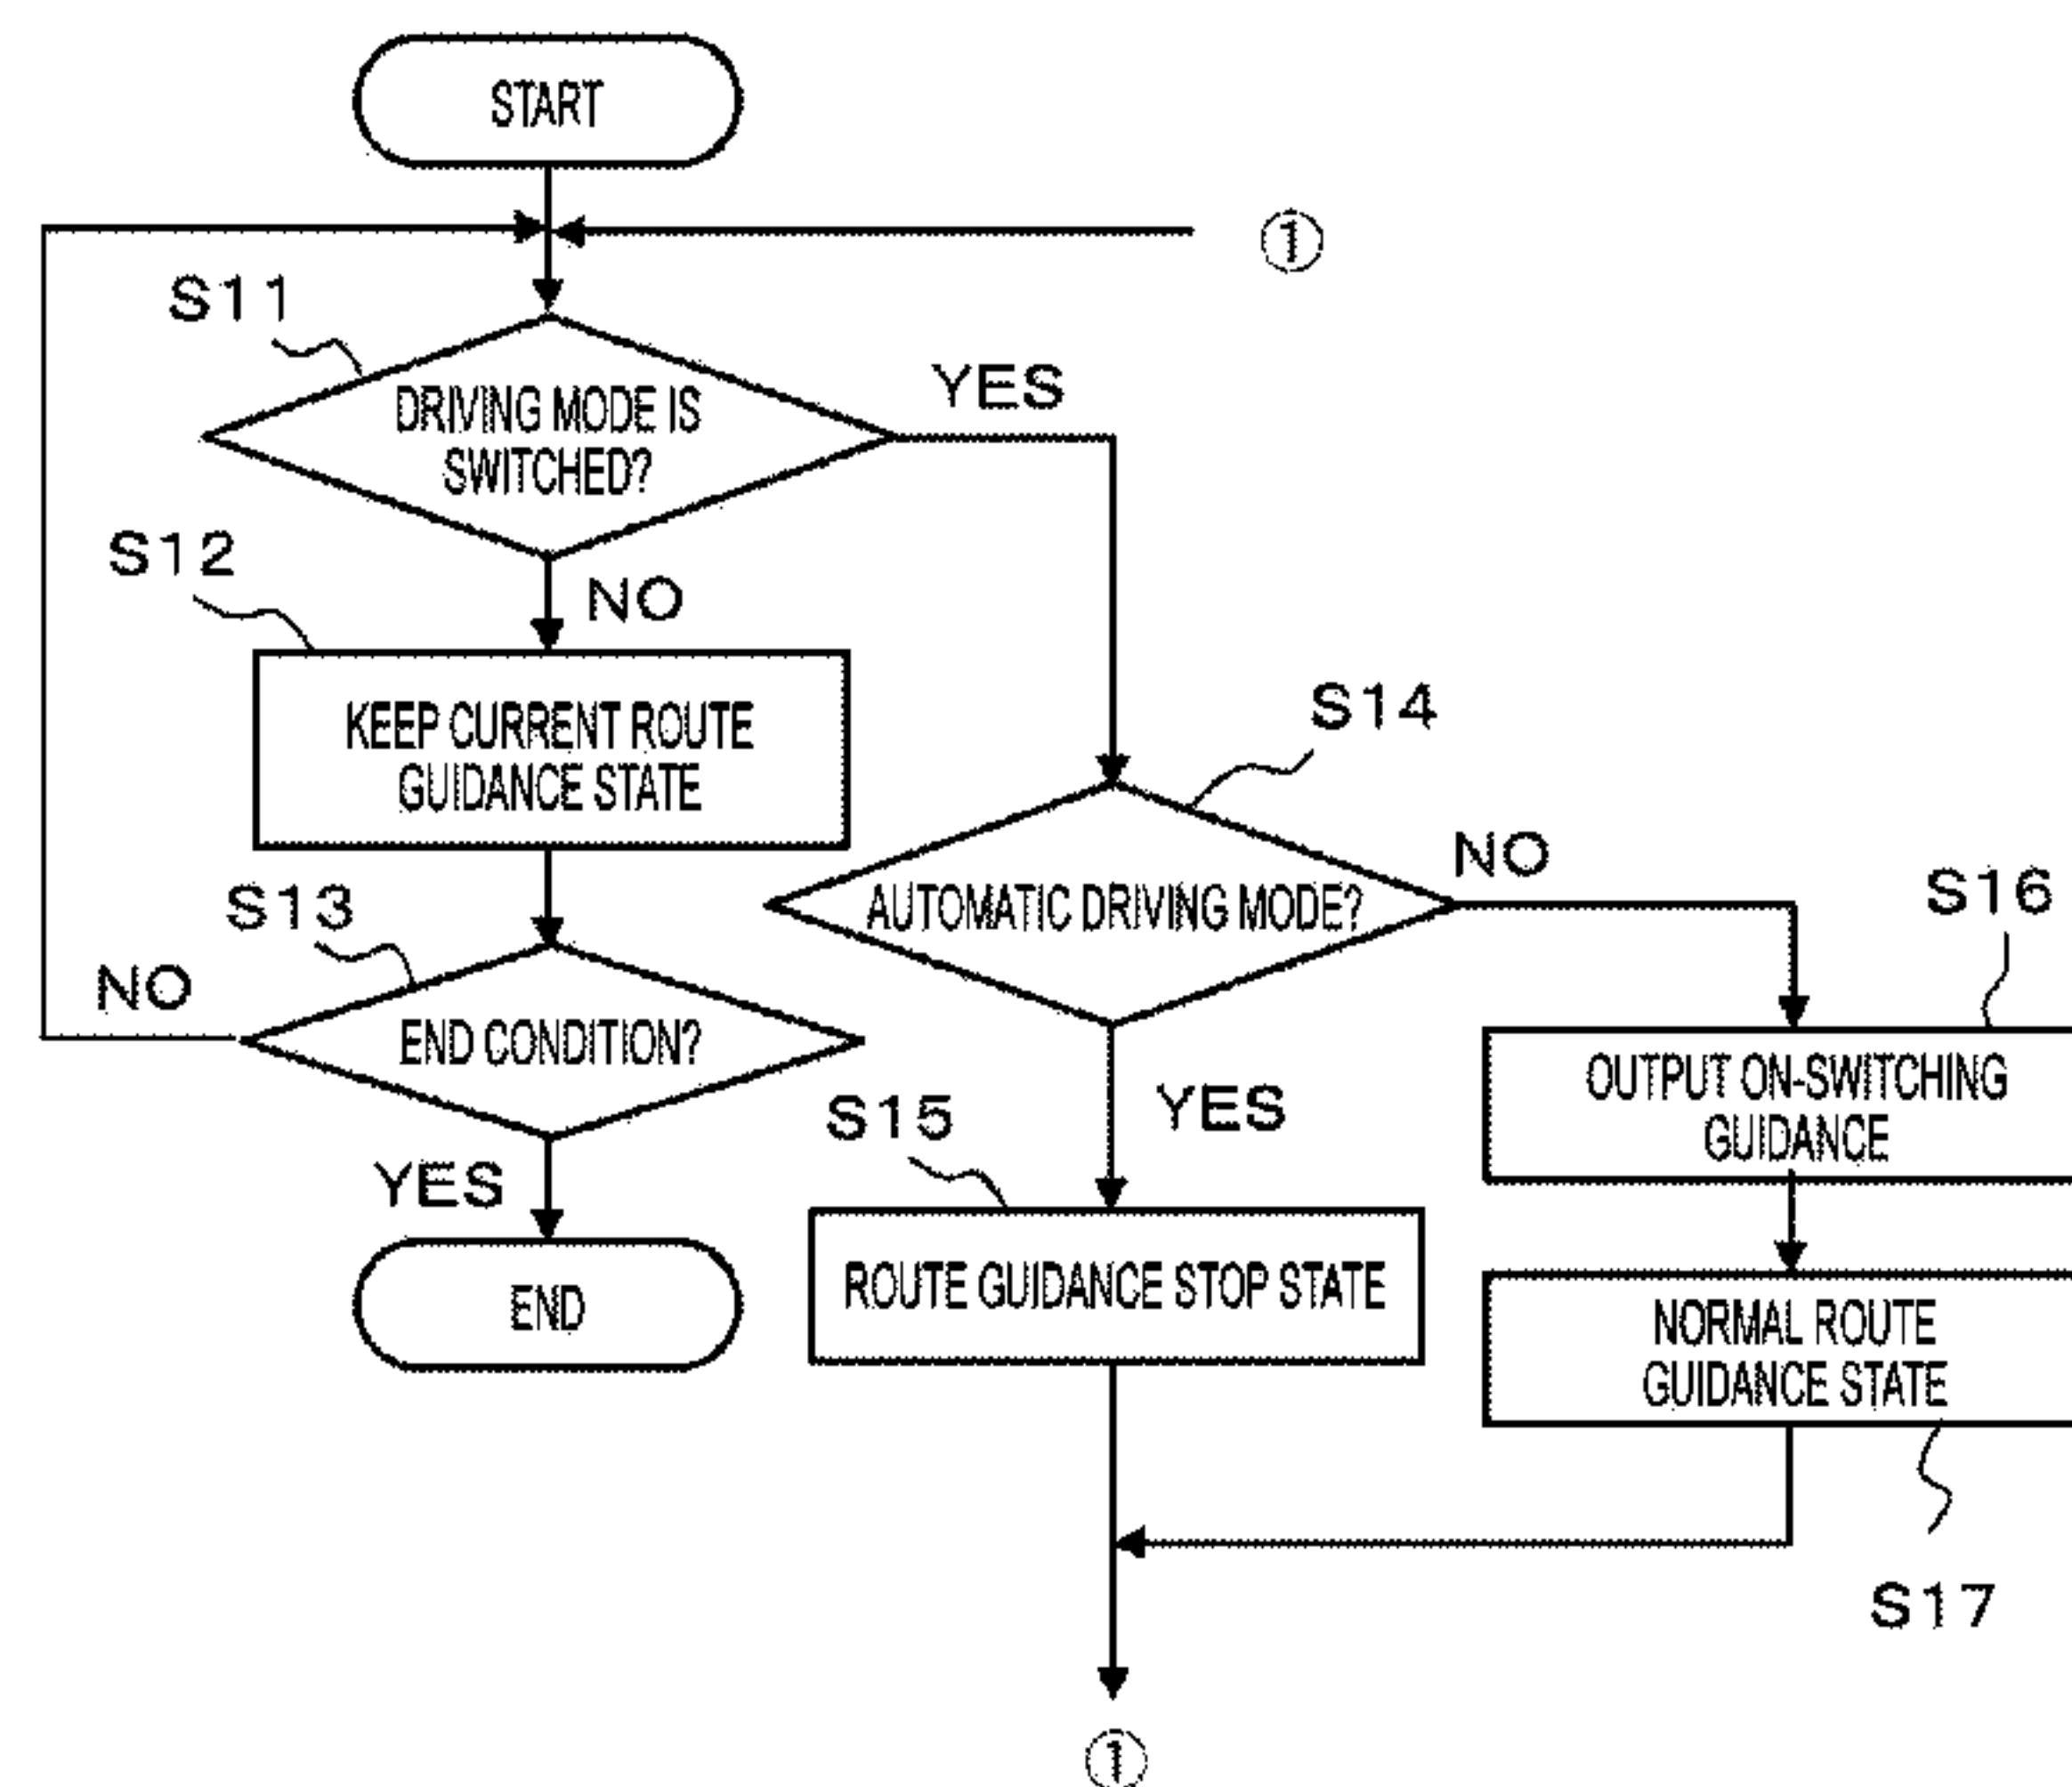 START
①
S11
DRIVING MODE IS
SWITCHED?
YES
S12
NO
KEEP CURRENT ROUTE
GUIDANCE STATE
S14
S13
NO
END CONDITION?
YES
END
AUTOMATIC DRIVING MODE?
NO
S16
YES
S15
OUTPUT ON-SWITCHING
GUIDANCE
ROUTE GUIDANCE STOP STATE
NORMAL ROUTE
GUIDANCE STATE
S17
①